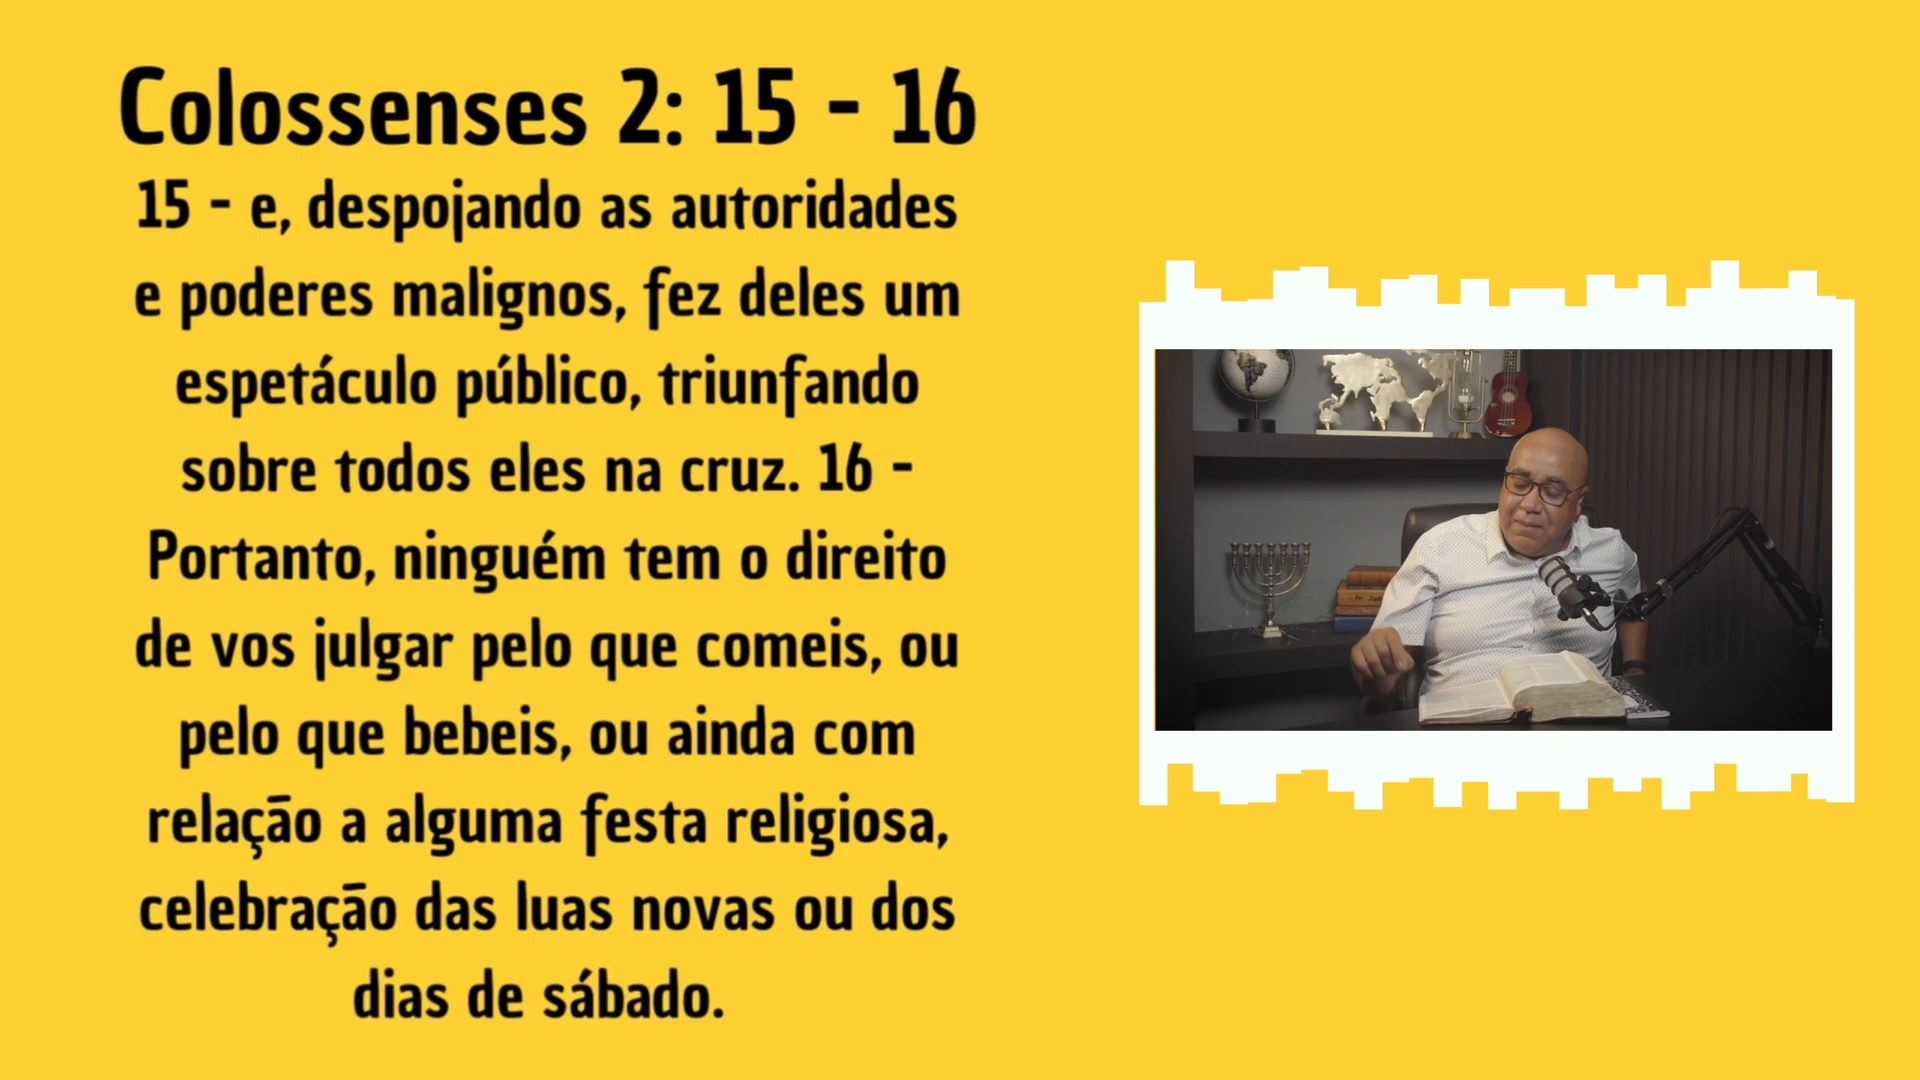 Colossenses 2: 15 - 16
15 - e, despojando as autoridades
e poderes malignos, fez deles um
espetáculo público, triunfando
sobre todos eles na cruz. 16 -
Portanto, ninguém tem o direito
de vos julgar pelo que comeis, ou
pelo que bebeis, ou ainda com
relação a alguma festa religiosa,
celebração das luas novas ou dos
dias de sábado.